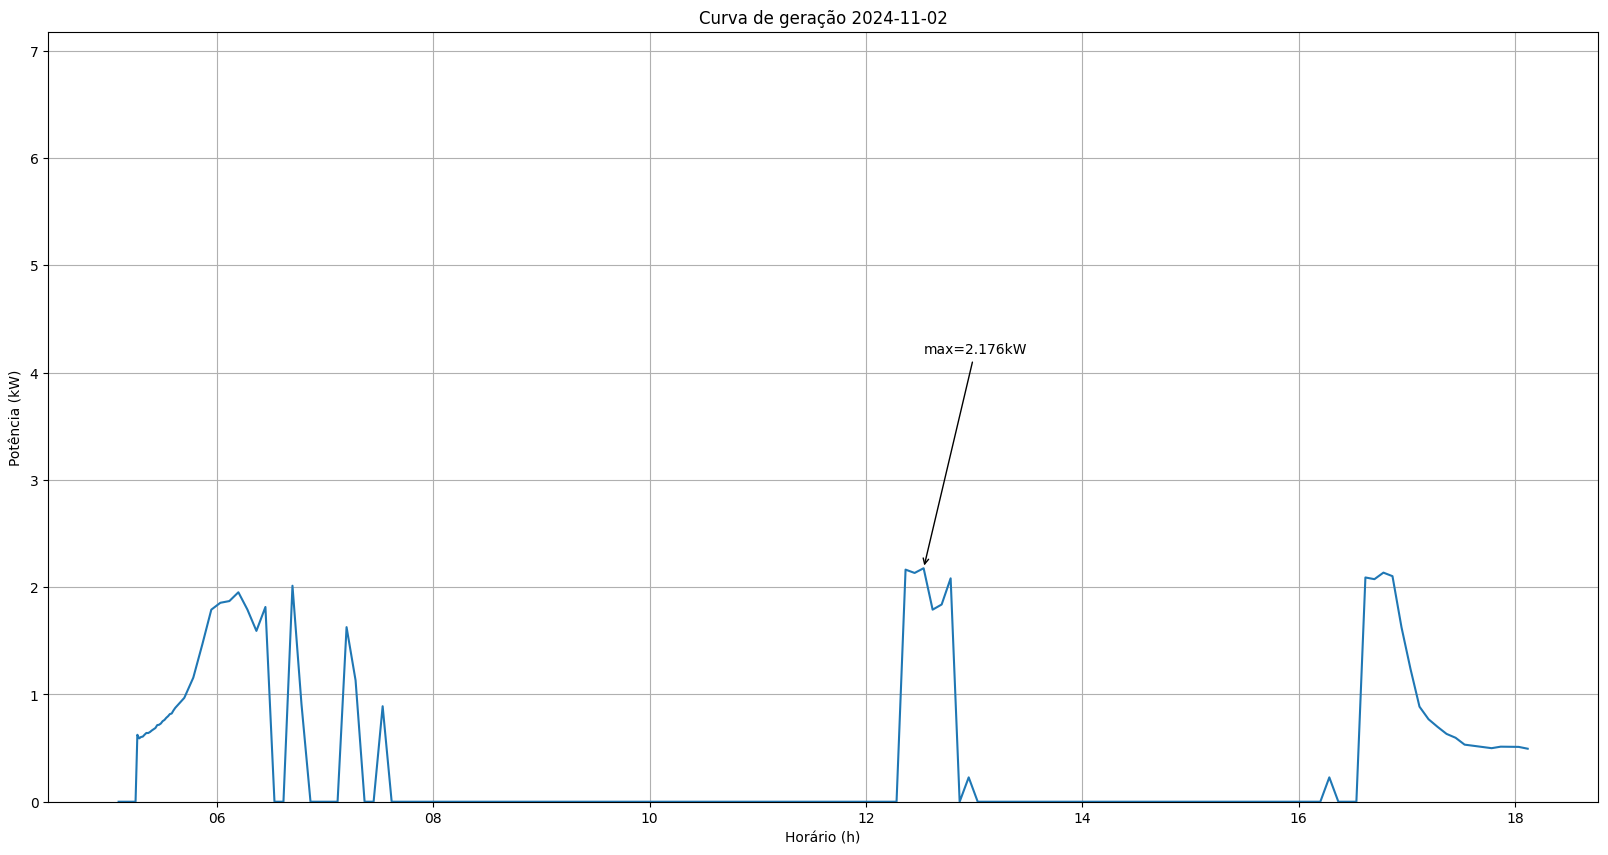 Curva de geração 2024-11-02
7
6
5
4
3
2
1
0
Potência (kW)
max=2.176kW
06 08 10 12 14 16 18
Horário (h)